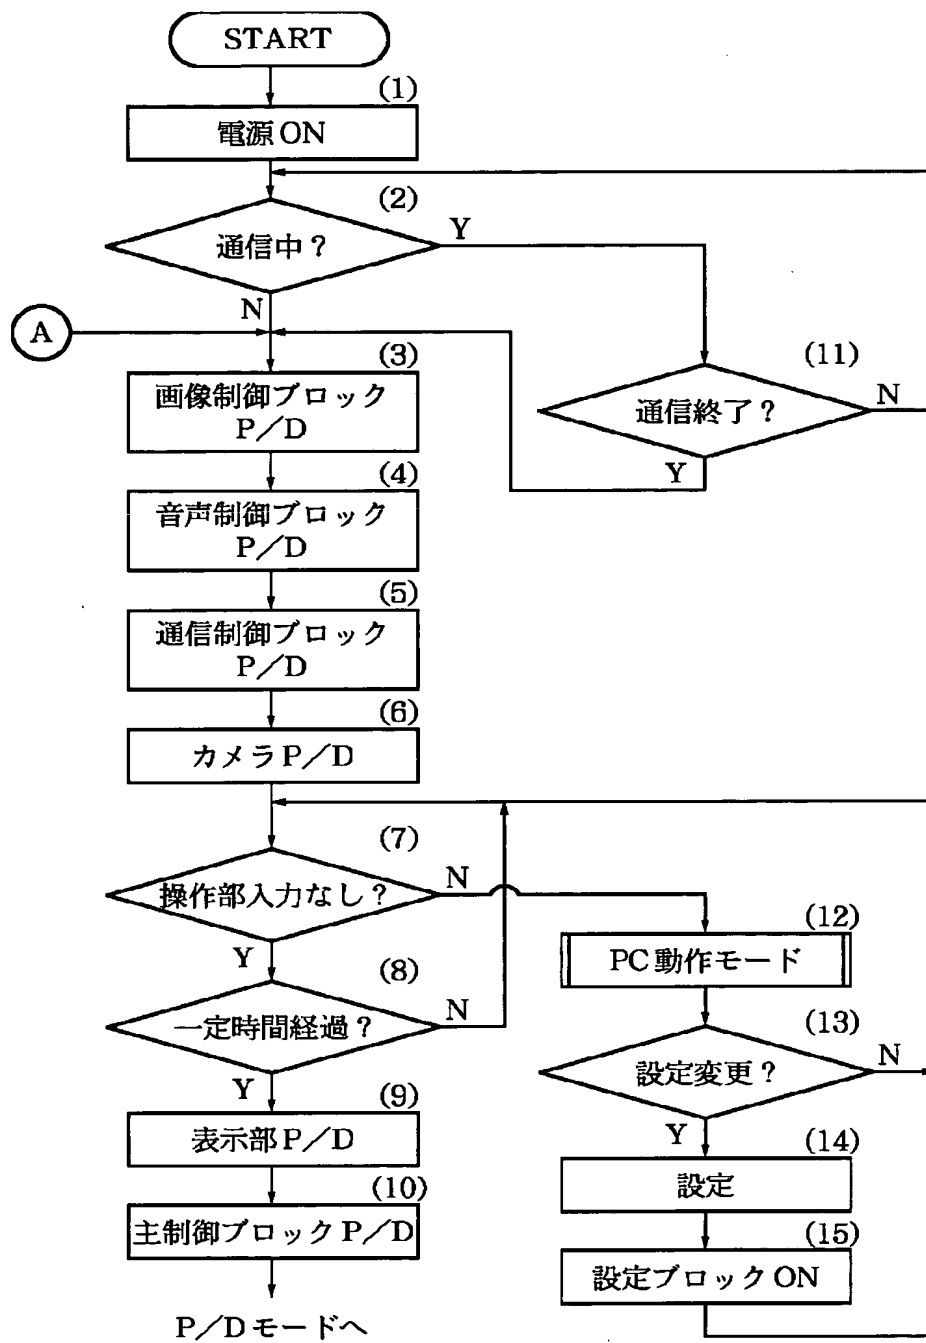 START
(1)
電源ON
(2)
通信中？
Y
N
A
(3)
画像制御ブロック
P／D
(11)
通信終了？
N
Y
(4)
音声制御ブロック
P／D
(5)
通信制御ブロック
P／D
(6)
カメラP／D
(7)
操作部入力なし？
N
Y
(12)
PC動作モード
(8)
一定時間経過？
N
Y
(13)
設定変更？
N
Y
(9)
表示部P／D
(14)
設定
(10)
主制御ブロックP／D
(15)
設定ブロックON
P／Dモードへ